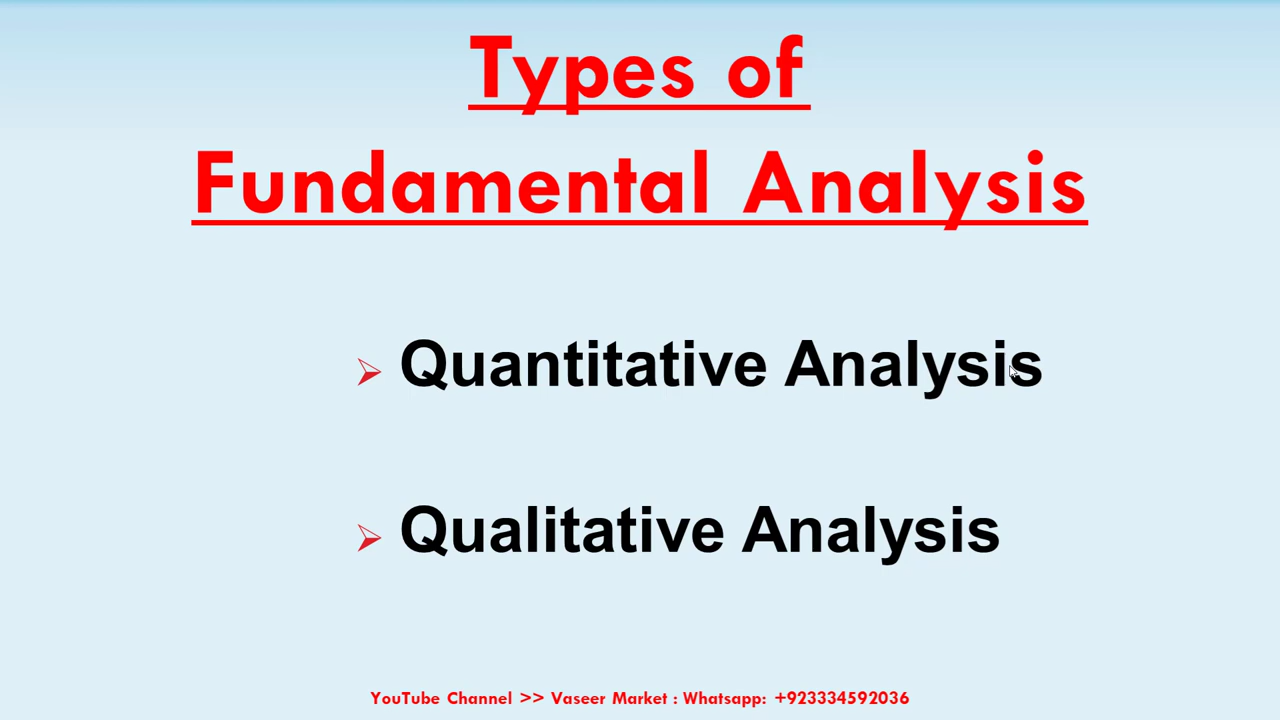 Types of
Fundamental Analysis
Quantitative Analysis
Qualitative Analysis
YouTube Channel >> Vaseer Market : Whatsapp: +923334592036